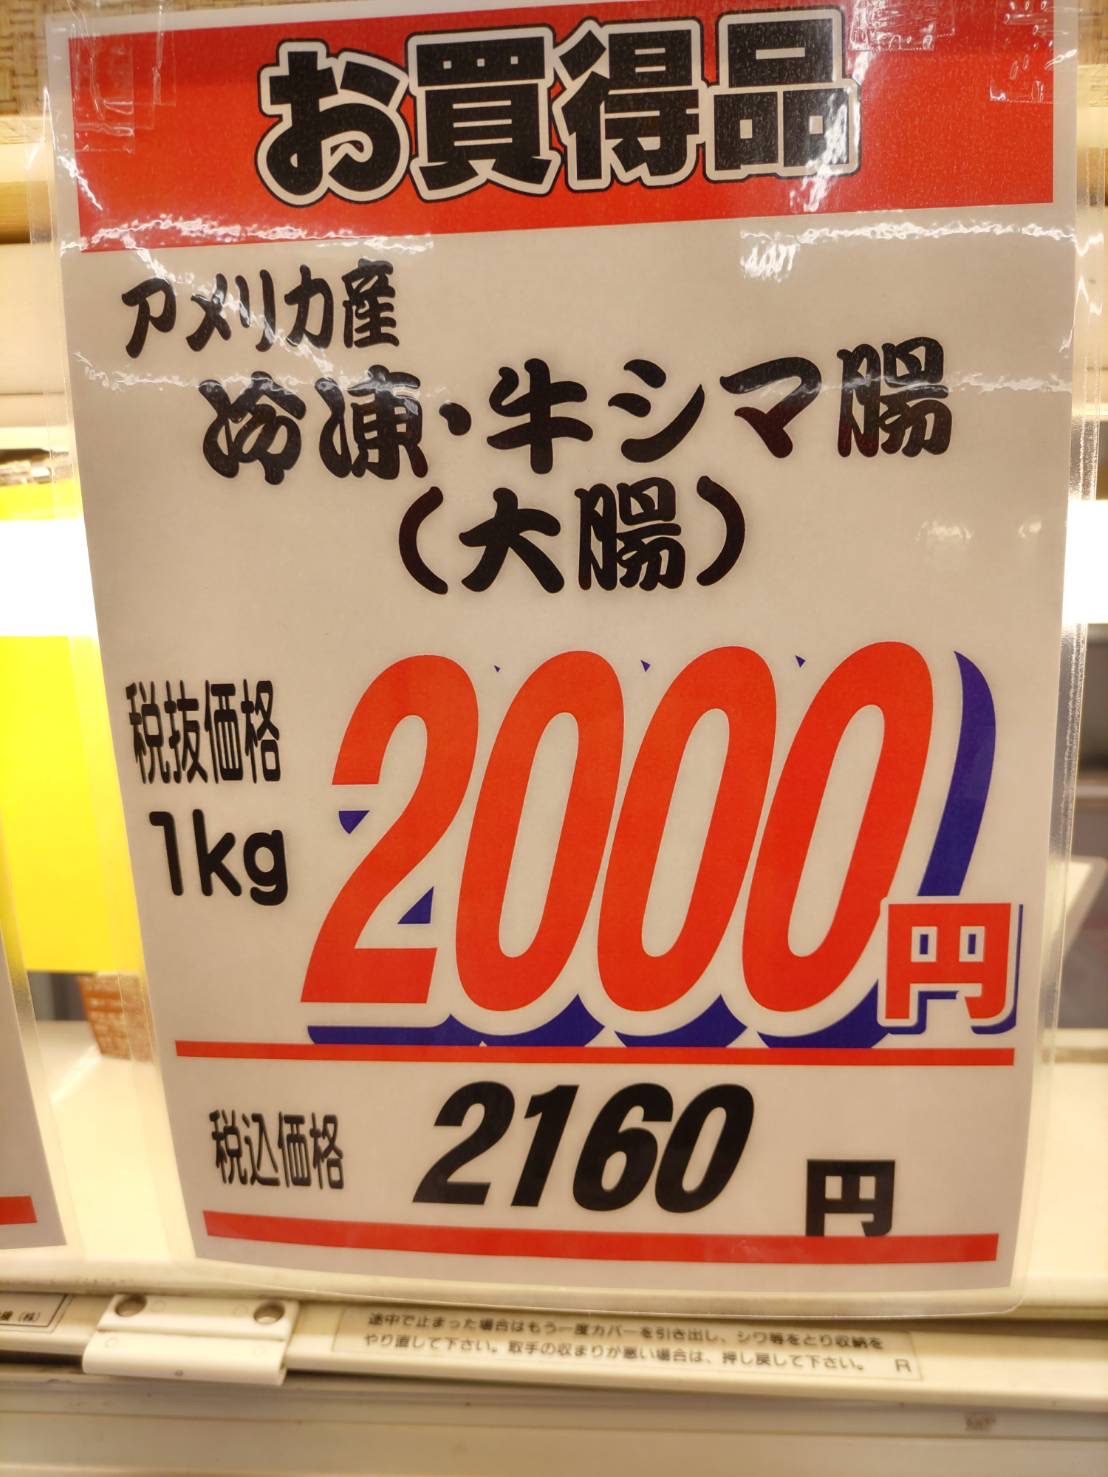 お買得品
アメリカ産
冷凍・牛シマ腸
(大腸)
税抜価格
1kg
2000円
税込価格 2160 円
途中で止まった場合はもう一度カバーを引き出し、シワ等をとり収納を
やり直して下さい。取手の収まりが悪い場合は、押し戻して下さい。 R
(株)